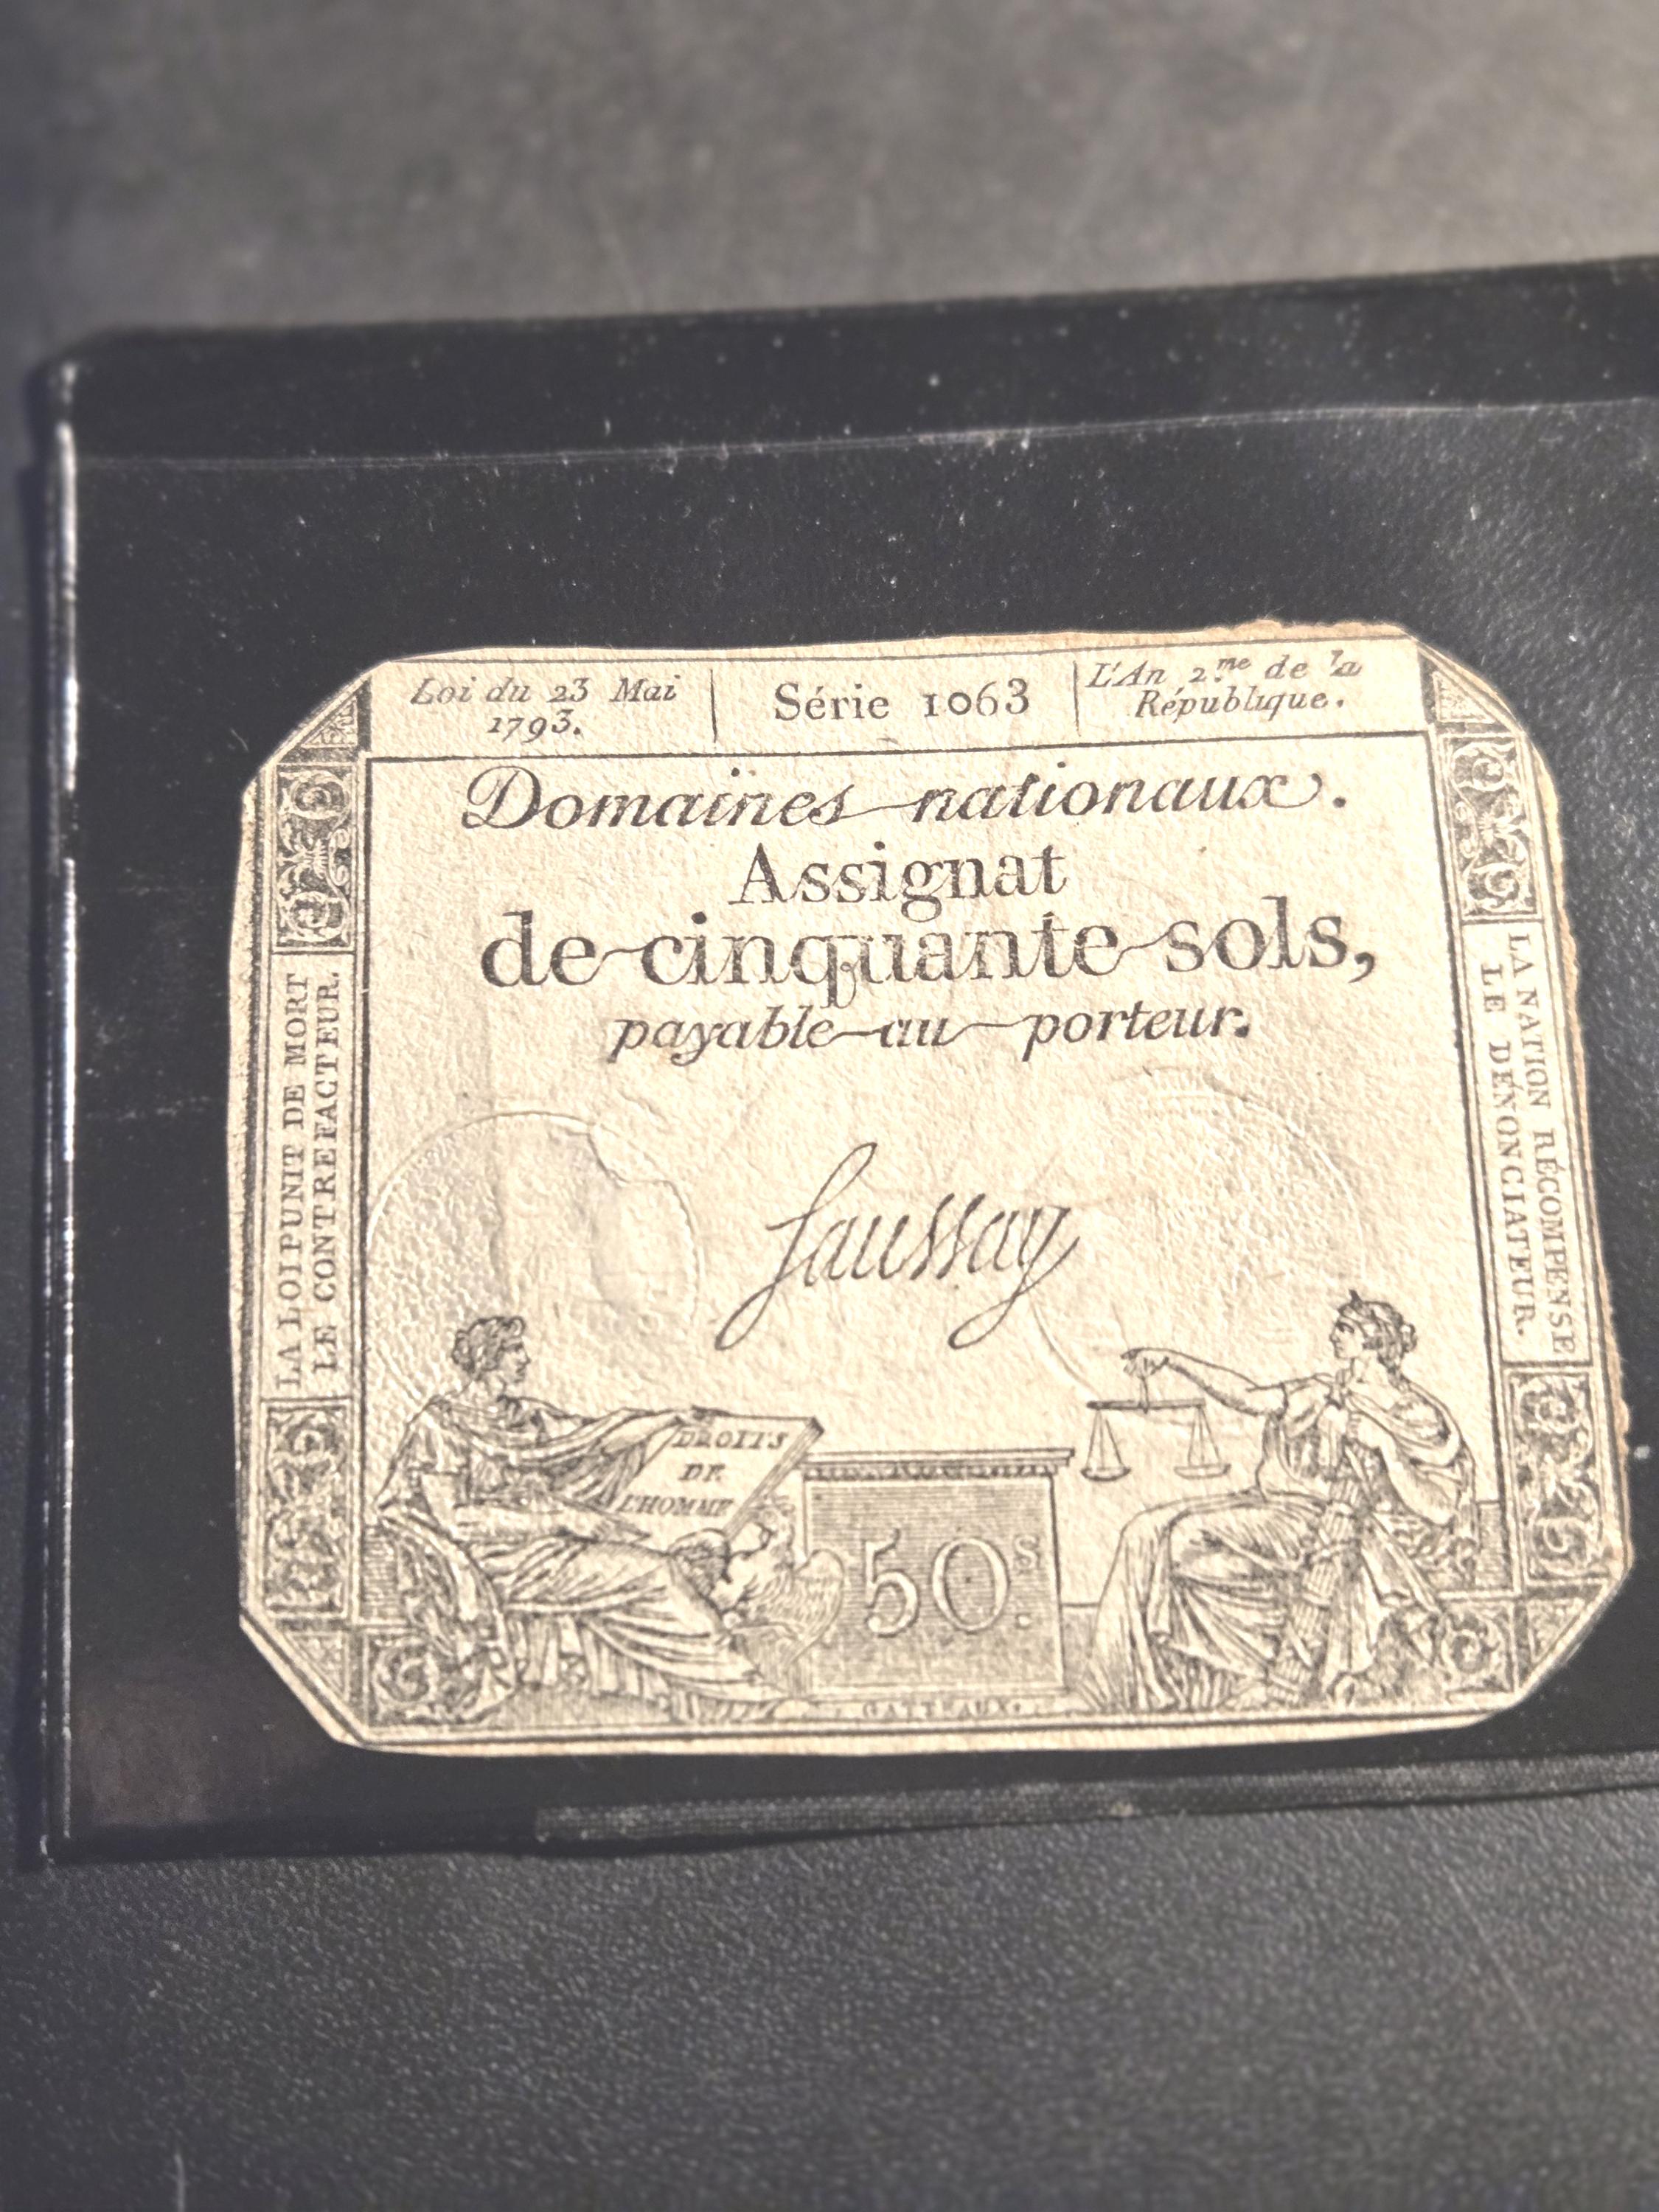 Loi du 23 Mai
1793.
Série 1063
L'An 2.me de la
République.
Domaines nationaux.
Assignat
de cinquante sols,
payable au porteur.
LA LOI PUNIT DE MORT
LE CONTREFACTEUR.
LA NATION RÉCOMPENSE
LE DÉNONCIATEUR.
Saussay
DROITS
DE
L'HOMME
50s.
GATTEAUX.